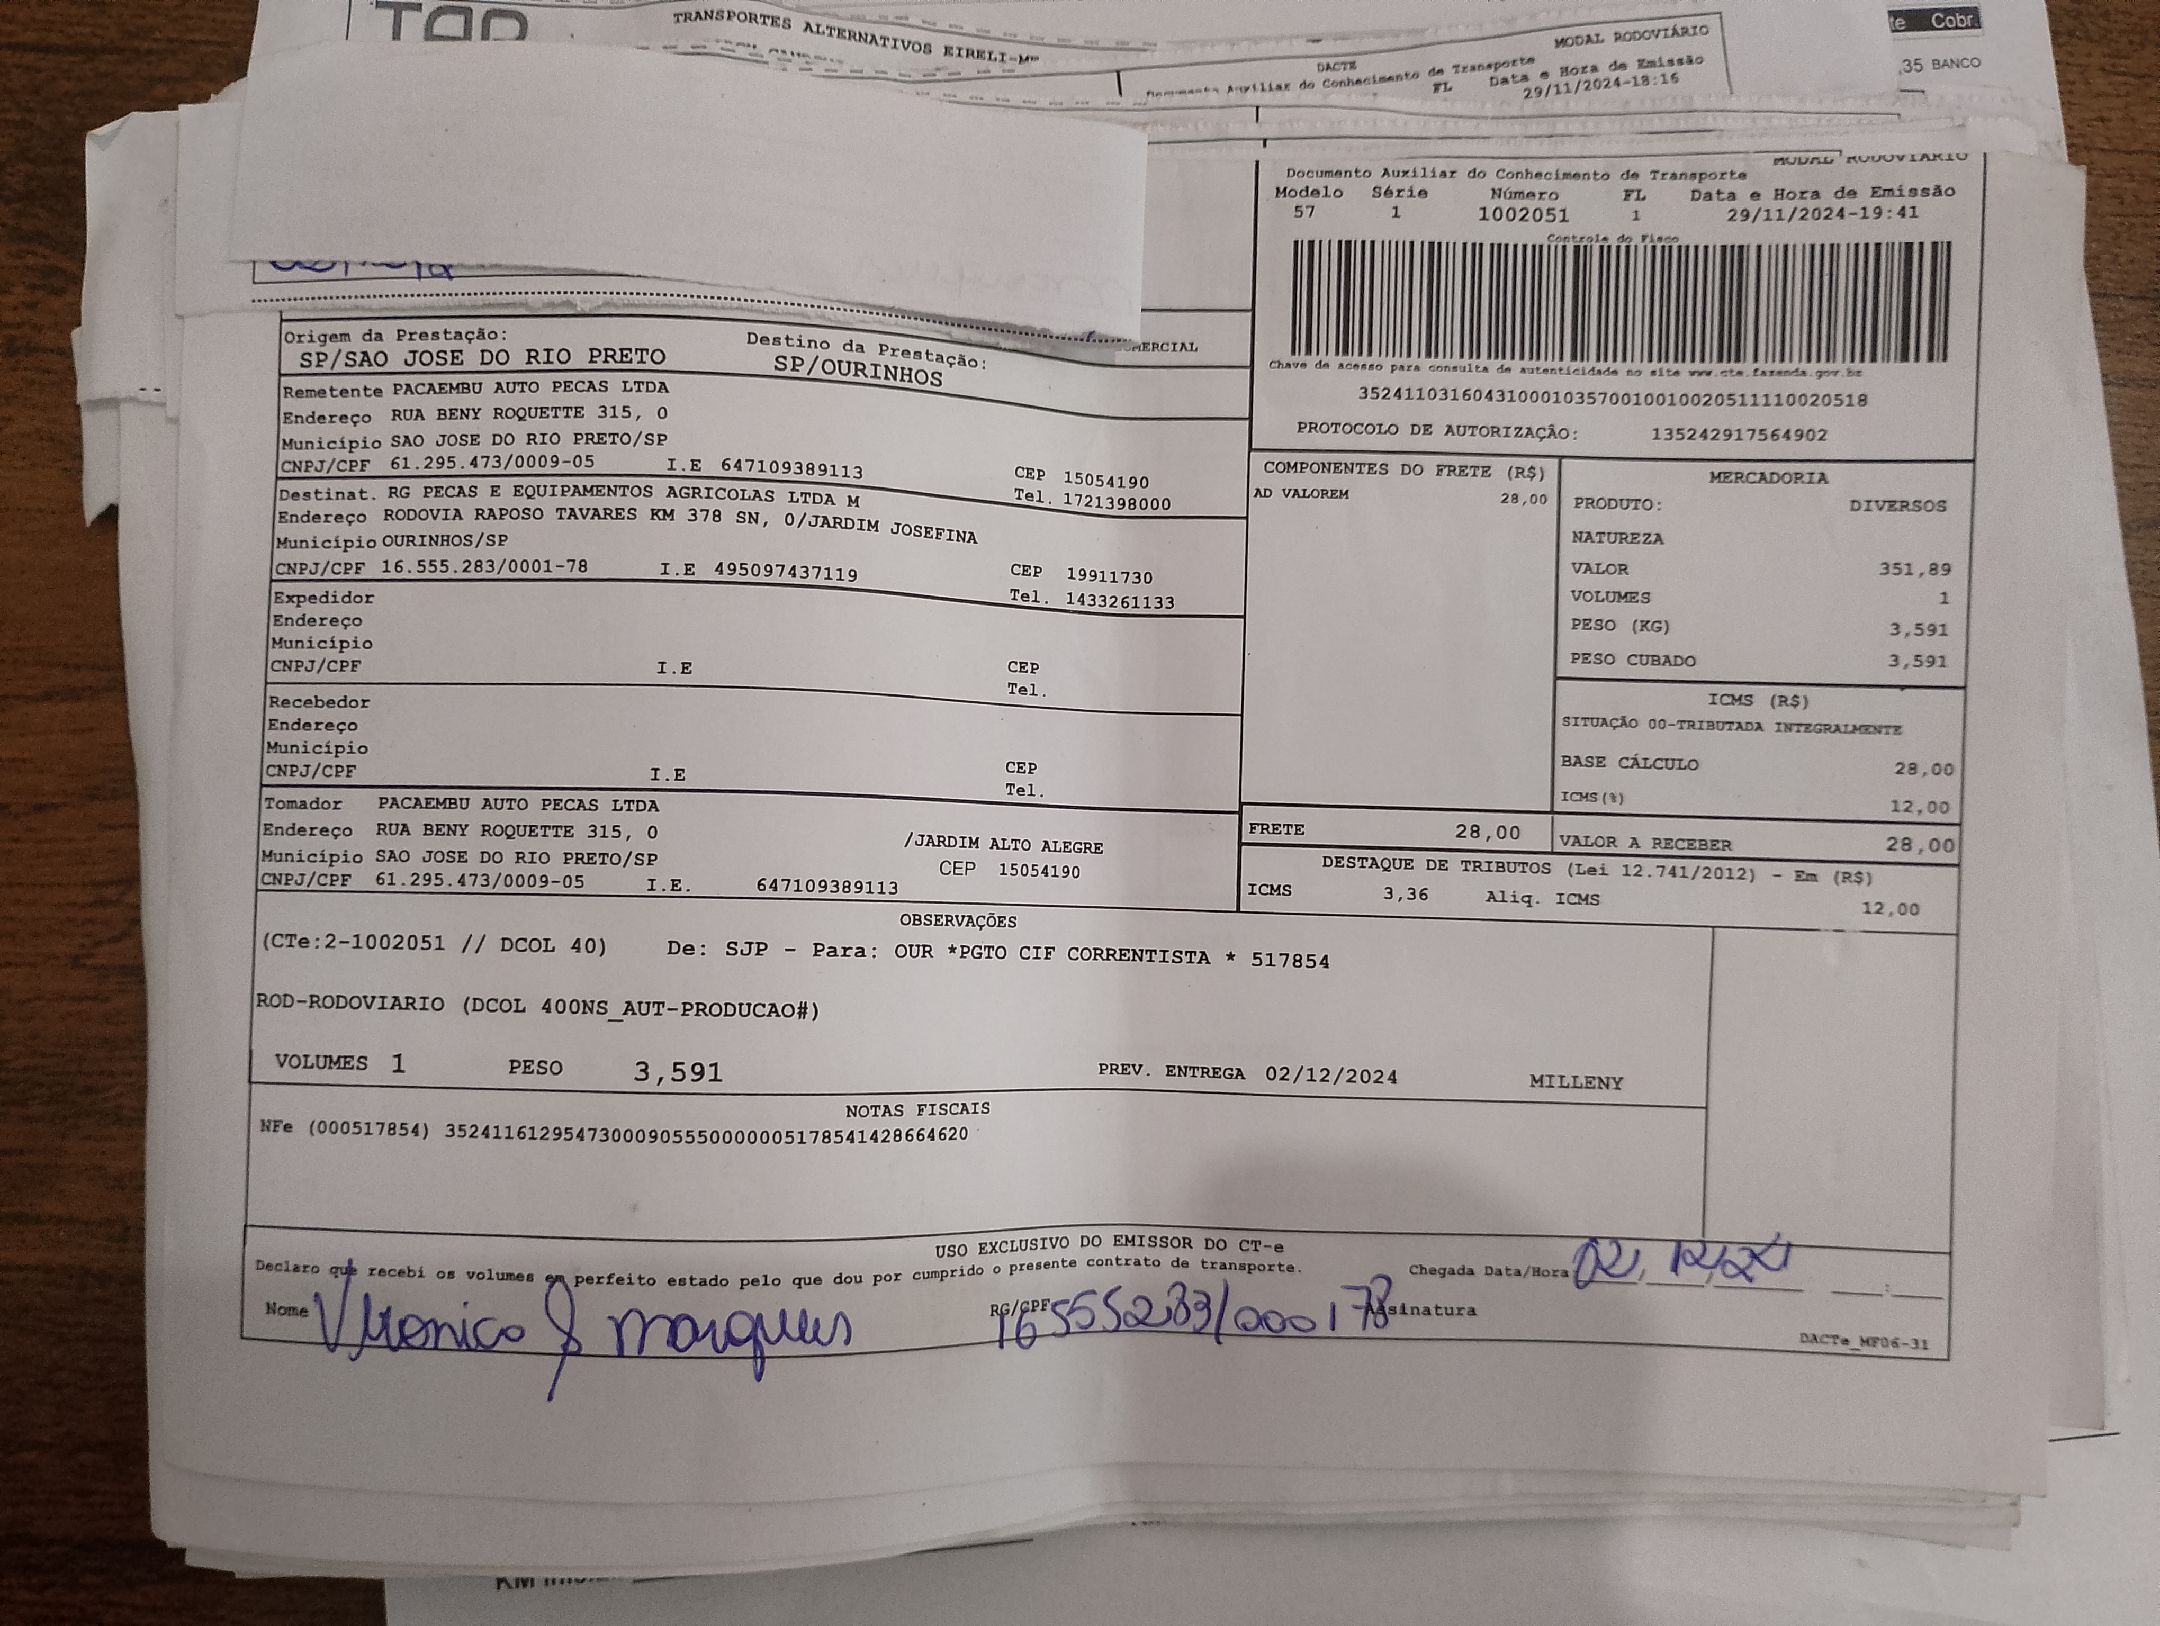 TRANSPORTES ALTERNATIVOS EIRELI-M
te Cobr.
,35 BANCO
MODAL RODOVIÁRIO
DACTE
Auxiliar do Conhecimento de Transporte
FL Data e Hora de Emissão
29/11/2024-18:16
MODAL RODOVIARIO
Documento Auxiliar do Conhecimento de Transporte
Modelo Série Número FL Data e Hora de Emissão
57 1 1002051 1 29/11/2024-19:41
Controle do Fisco
Chave de acesso para consulta de autenticidade no site www.cte.fazenda.gov.br
35241103160431000103570010010020511110020518
PROTOCOLO DE AUTORIZAÇÂO: 135242917564902
MERCIAL
Origem da Prestação: Destino da Prestação:
SP/SAO JOSE DO RIO PRETO SP/OURINHOS
Remetente PACAEMBU AUTO PECAS LTDA
Endereço RUA BENY ROQUETTE 315, 0
Município SAO JOSE DO RIO PRETO/SP
CNPJ/CPF 61.295.473/0009-05 I.E 647109389113 CEP 15054190
Tel. 1721398000
Destinat. RG PECAS E EQUIPAMENTOS AGRICOLAS LTDA M
Endereço RODOVIA RAPOSO TAVARES KM 378 SN, 0/JARDIM JOSEFINA
Município OURINHOS/SP
CNPJ/CPF 16.555.283/0001-78 I.E 495097437119 CEP 19911730
Tel. 1433261133
Expedidor
Endereço
Município
CNPJ/CPF I.E CEP
Tel.
Recebedor
Endereço
Município
CNPJ/CPF I.E CEP
Tel.
Tomador PACAEMBU AUTO PECAS LTDA
Endereço RUA BENY ROQUETTE 315, 0 /JARDIM ALTO ALEGRE
Município SAO JOSE DO RIO PRETO/SP CEP 15054190
CNPJ/CPF 61.295.473/0009-05 I.E. 647109389113
COMPONENTES DO FRETE (R$)
AD VALOREM 28,00
MERCADORIA
PRODUTO: DIVERSOS
NATUREZA
VALOR 351,89
VOLUMES 1
PESO (KG) 3,591
PESO CUBADO 3,591
ICMS (R$)
SITUAÇÃO 00-TRIBUTADA INTEGRALMENTE
BASE CÁLCULO 28,00
ICMS(%) 12,00
FRETE 28,00 VALOR A RECEBER 28,00
DESTAQUE DE TRIBUTOS (Lei 12.741/2012) - Em (R$)
ICMS 3,36 Aliq. ICMS 12,00
OBSERVAÇÕES
(CTe:2-1002051 // DCOL 40) De: SJP - Para: OUR *PGTO CIF CORRENTISTA * 517854
ROD-RODOVIARIO (DCOL 400NS_AUT-PRODUCAO#)
VOLUMES 1 PESO 3,591 PREV. ENTREGA 02/12/2024 MILLENY
NOTAS FISCAIS
NFe (000517854) 35241161295473000905550000005178541428664620
USO EXCLUSIVO DO EMISSOR DO CT-e
Declaro que recebi os volumes em perfeito estado pelo que dou por cumprido o presente contrato de transporte. Chegada Data/Hora 02,12,24 :
Nome Veronica S Marques RG/CPF 16555283/000178 Assinatura
DACTe_MF06-31